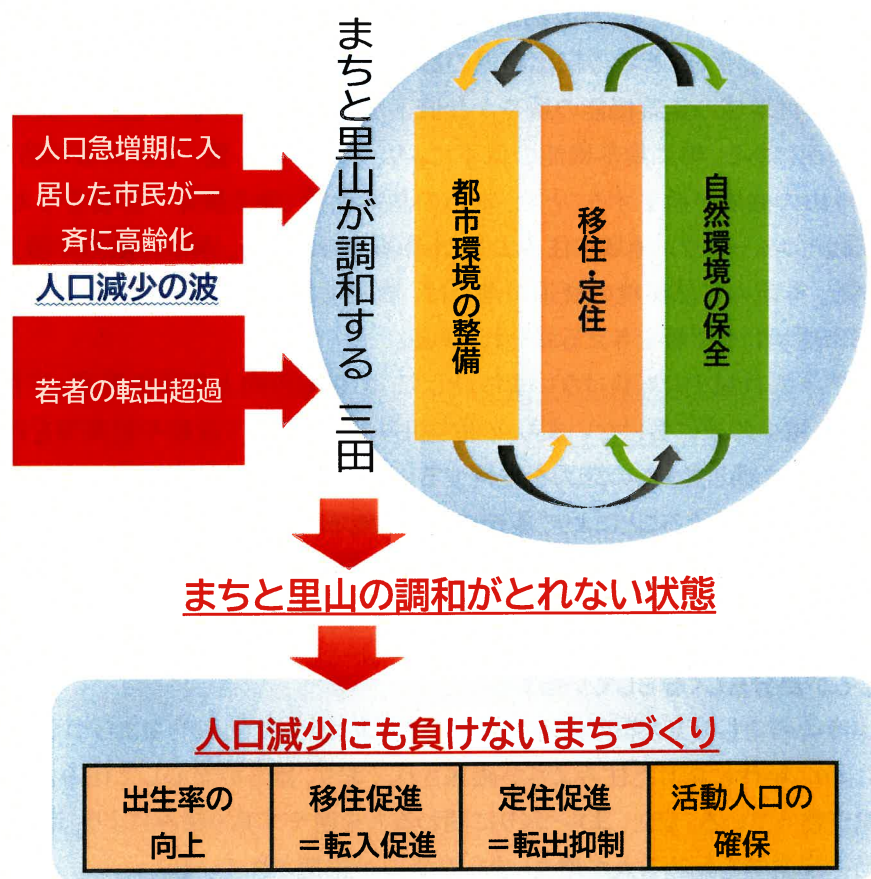 人口急増期に入
居した市民が一
斉に高齢化
人口減少の波
若者の転出超過
まちと里山が調和する 三田
都市環境の整備
移住・定住
自然環境の保全
まちと里山の調和がとれない状態
人口減少にも負けないまちづくり
出生率の
向上
移住促進
＝転入促進
定住促進
＝転出抑制
活動人口の
確保